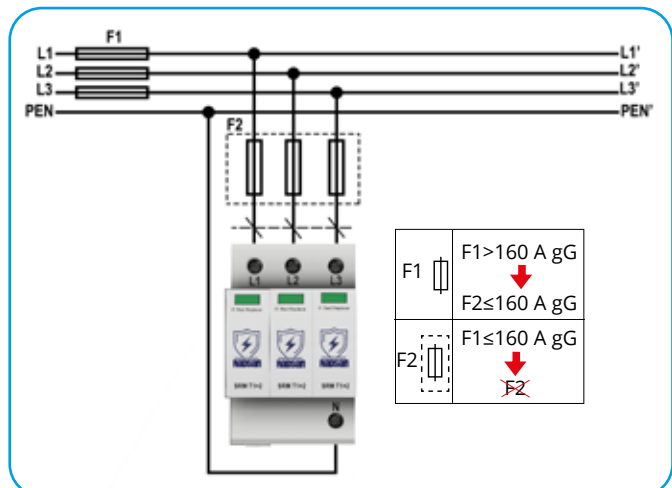 F1
L1 L1'
L2 L2'
L3 L3'
PEN PEN'
F2
L1 L2 L3
N
F1
F1>160 A gG
F2≤160 A gG
F2
F1≤160 A gG
F2